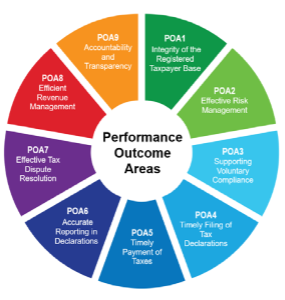 Performance
Outcome
Areas
POA1
Integrity of the
Registered
Taxpayer Base
POA2
Effective Risk
Management
POA3
Supporting
Voluntary
Compliance
POA4
Timely Filing of
Tax
Declarations
POA5
Timely
Payment of
Taxes
POA6
Accurate
Reporting in
Declarations
POA7
Effective Tax
Dispute
Resolution
POA8
Efficient
Revenue
Management
POA9
Accountability
and
Transparency